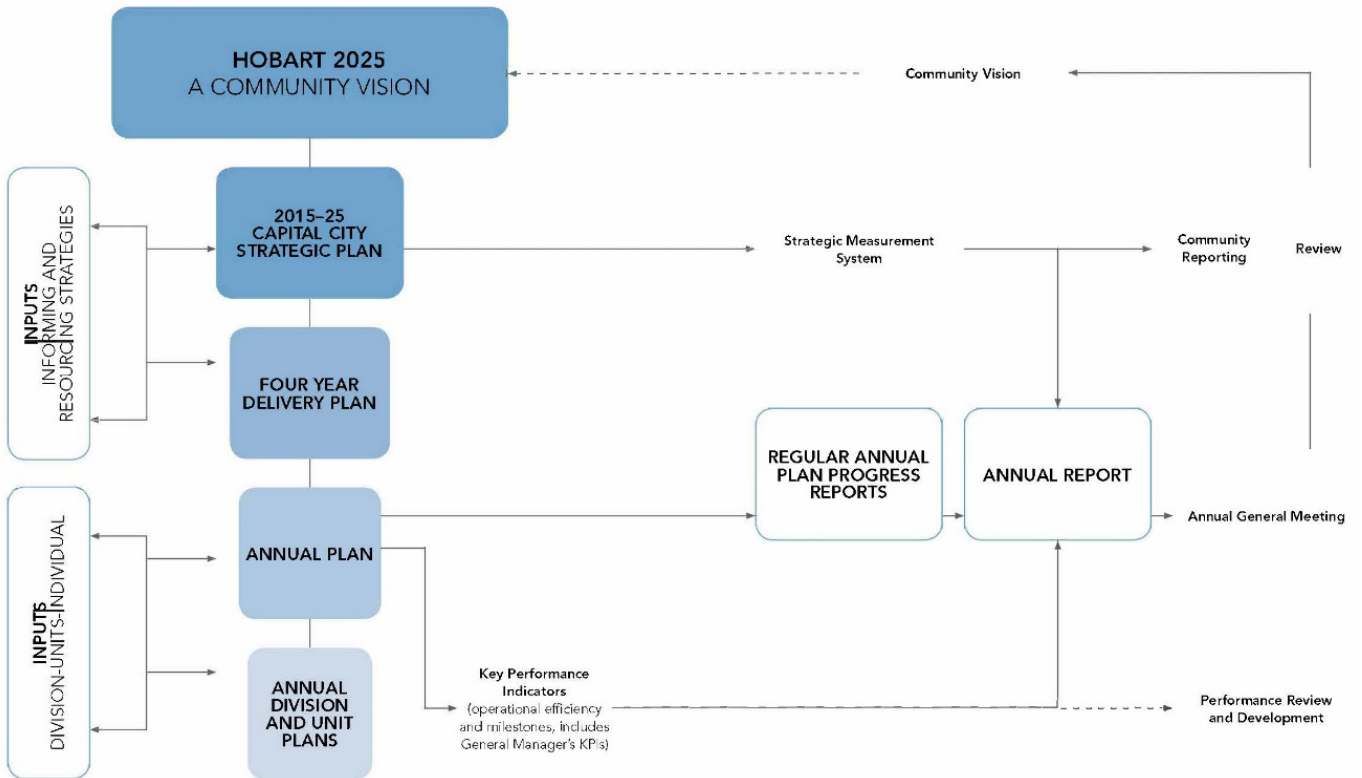 HOBART 2025
A COMMUNITY VISION
Community Vision
INPUTS
INFORMING AND
RESOURCING STRATEGIES
2015–25
CAPITAL CITY
STRATEGIC PLAN
Strategic Measurement
System
Community
Reporting
Review
FOUR YEAR
DELIVERY PLAN
REGULAR ANNUAL
PLAN PROGRESS
REPORTS
ANNUAL REPORT
Annual General Meeting
INPUTS
DIVISION-UNITS-INDIVIDUAL
ANNUAL PLAN
ANNUAL
DIVISION
AND UNIT
PLANS
Key Performance
Indicators
(operational efficiency
and milestones, includes
General Manager's KPIs)
Performance Review
and Development